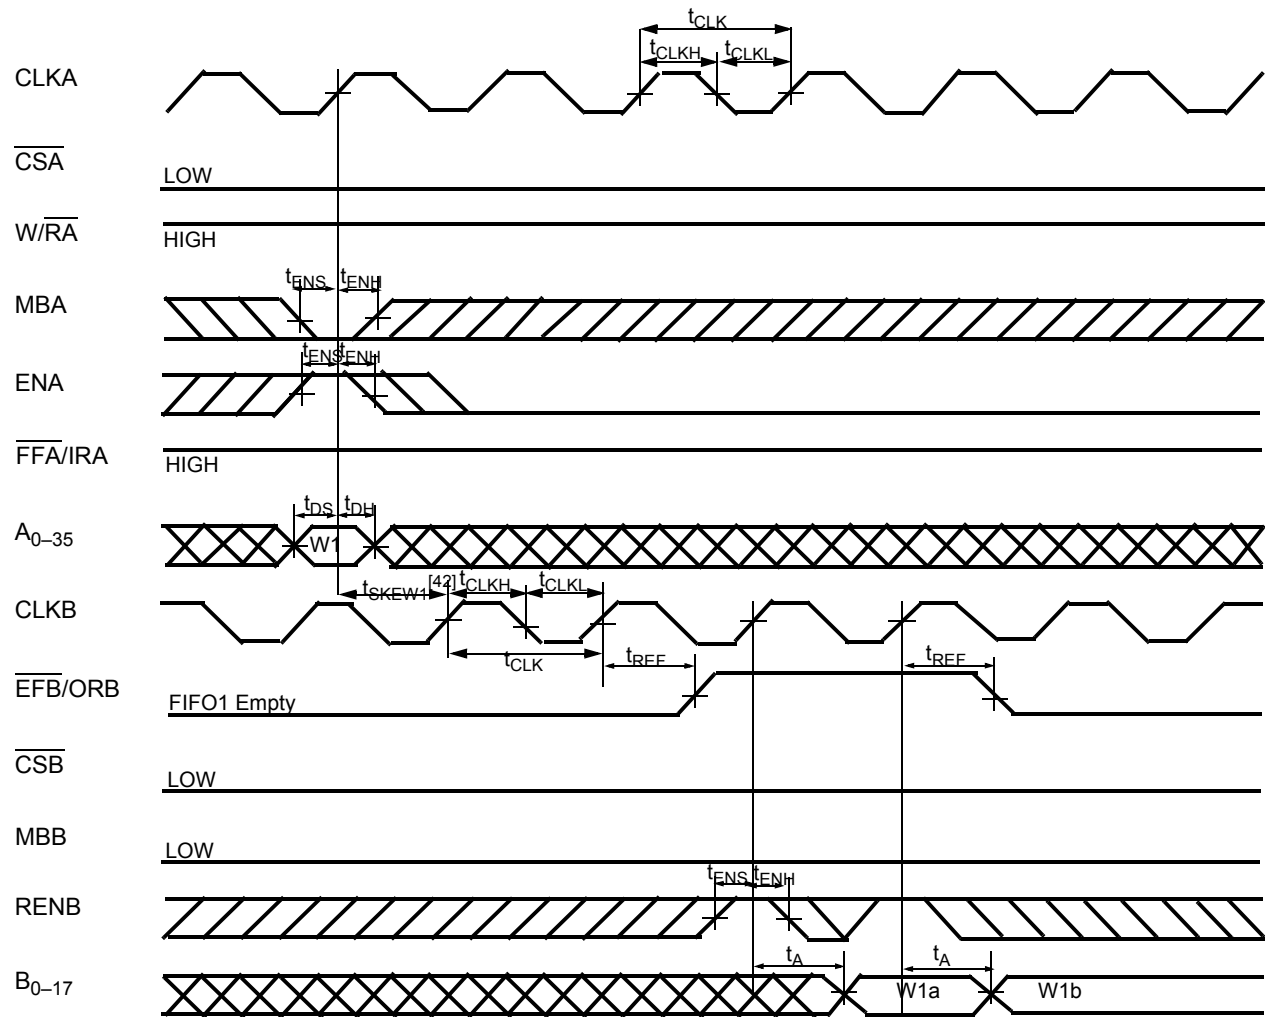 tCLK
tCLKH tCLKL
CLKA
CSA
LOW
W/RA
HIGH
tENS tENH
MBA
tENS tENH
ENA
FFA/IRA
HIGH
tDS tDH
A0–35
W1
tSKEW1[42] tCLKH tCLKL
CLKB
tCLK tREF tREF
EFB/ORB
FIFO1 Empty
CSB
LOW
MBB
LOW
tENS tENH
RENB
tA tA
B0–17
W1a W1b